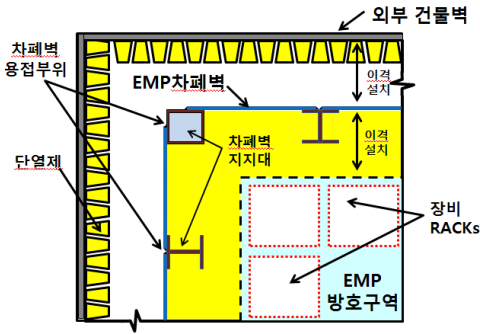 외부 건물벽
차폐벽
용접부위
EMP차폐벽
이격
설치
차폐벽
지지대
이격
설치
단열제
장비
RACKs
EMP
방호구역